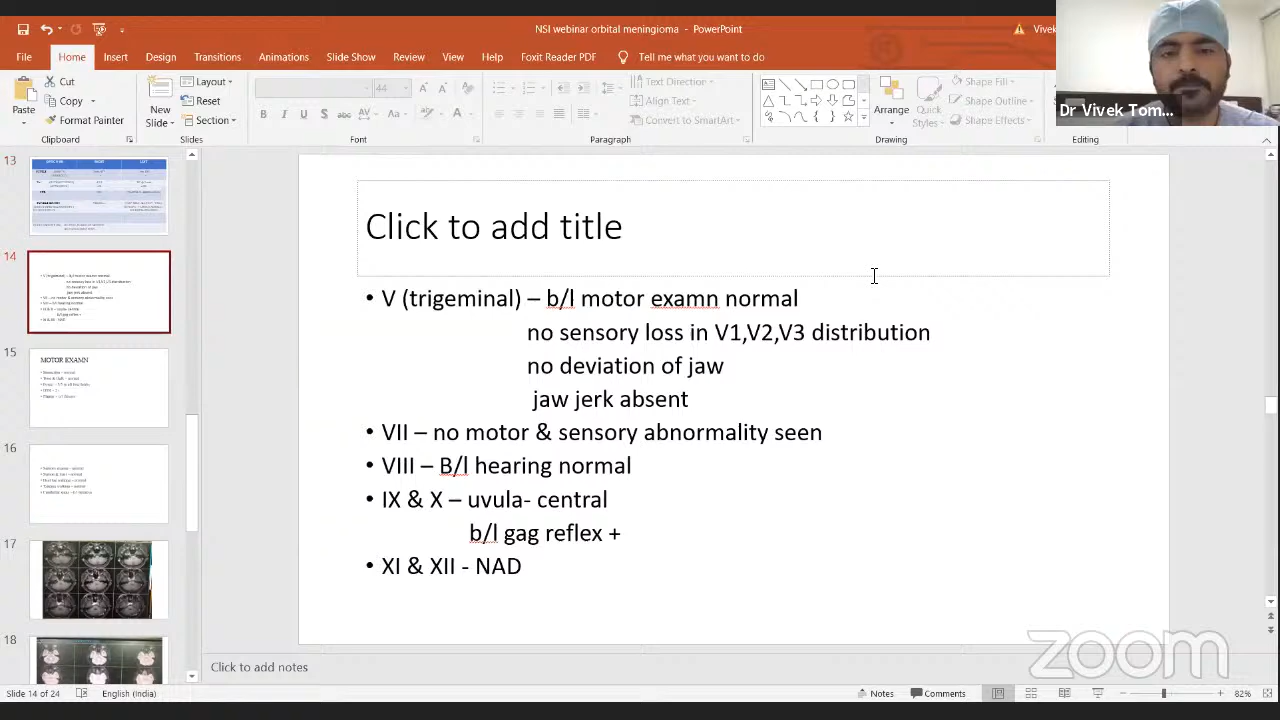 NSI webinar orbital meningioma - PowerPoint
Vivek
File Home Insert Design Transitions Animations Slide Show Review View Help Foxit Reader PDF Tell me what you want to do
Paste
Cut
Copy
Format Painter
Clipboard
New Slide
Layout
Reset
Section
Slides
44
Font
Text Direction
Align Text
Convert to SmartArt
Paragraph
Arrange
Quick Styles
Shape Fill
Shape Outline
Shape Effects
Drawing
Editing
Dr Vivek Tom...
13
14
15
MOTOR EXAMN
16
17
18
Click to add title
• V (trigeminal) – b/l motor examn normal
no sensory loss in V1,V2,V3 distribution
no deviation of jaw
jaw jerk absent
• VII – no motor & sensory abnormality seen
• VIII – B/l hearing normal
• IX & X – uvula- central
b/l gag reflex +
• XI & XII - NAD
zoom
Click to add notes
Slide 14 of 24 English (India) Notes Comments 82%